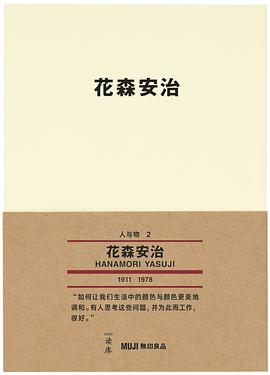 花森安治
人与物 2
花森安治
HANAMORI YASUJI
1911 1978
“如何让我们生活中的颜色与颜色更美地
调和。有人思考这些问题，并为此而工作，
很好。”
读库
MUJI 無印良品